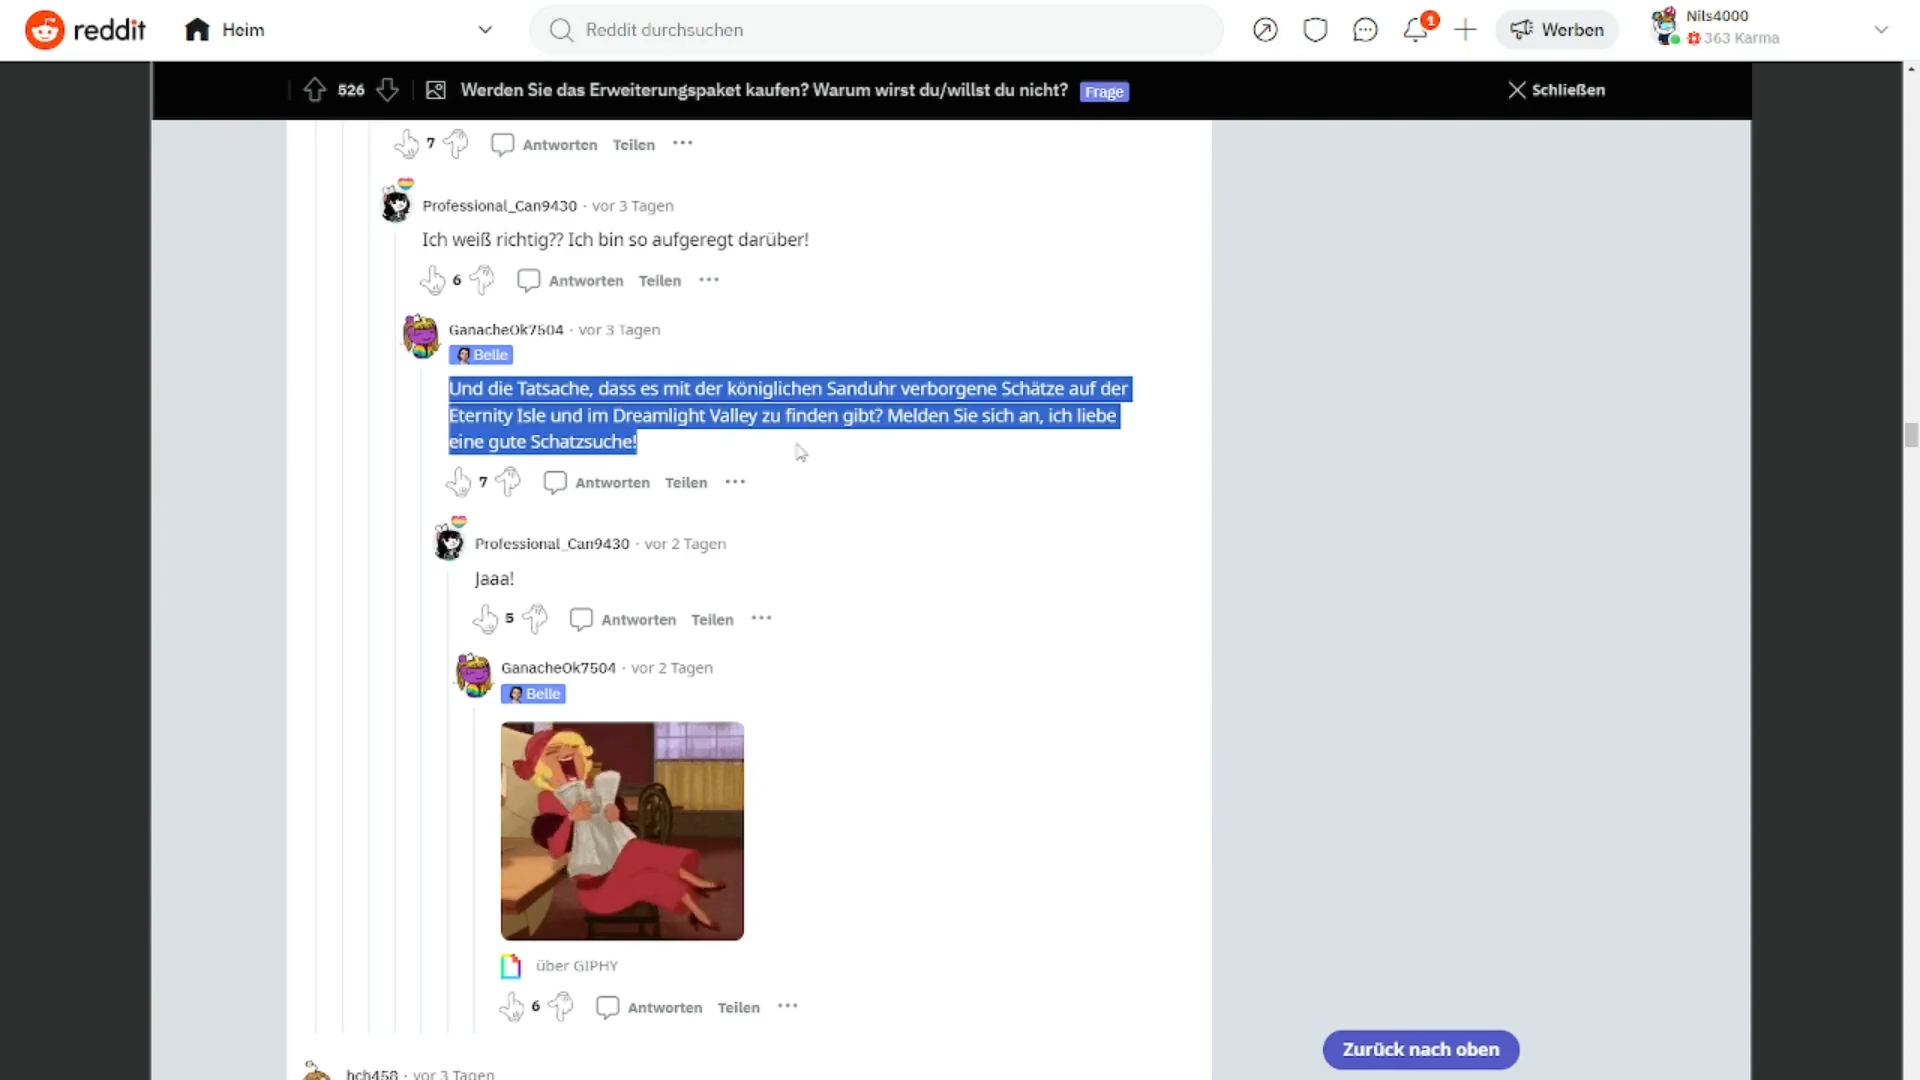 reddit
Heim
Reddit durchsuchen
1
Werben
Nils4000
363 Karma
526
Werden Sie das Erweiterungspaket kaufen? Warum wirst du/willst du nicht?
Frage
Schließen
7
Antworten
Teilen
Professional_Can9430 · vor 3 Tagen
Ich weiß richtig?? Ich bin so aufgeregt darüber!
6
Antworten
Teilen
GanacheOk7504 · vor 3 Tagen
Belle
Und die Tatsache, dass es mit der königlichen Sanduhr verborgene Schätze auf der
Eternity Isle und im Dreamlight Valley zu finden gibt? Melden Sie sich an, ich liebe
eine gute Schatzsuche!
7
Antworten
Teilen
Professional_Can9430 · vor 2 Tagen
Jaaa!
5
Antworten
Teilen
GanacheOk7504 · vor 2 Tagen
Belle
über GIPHY
6
Antworten
Teilen
Zurück nach oben
hch458 · vor 3 Tagen